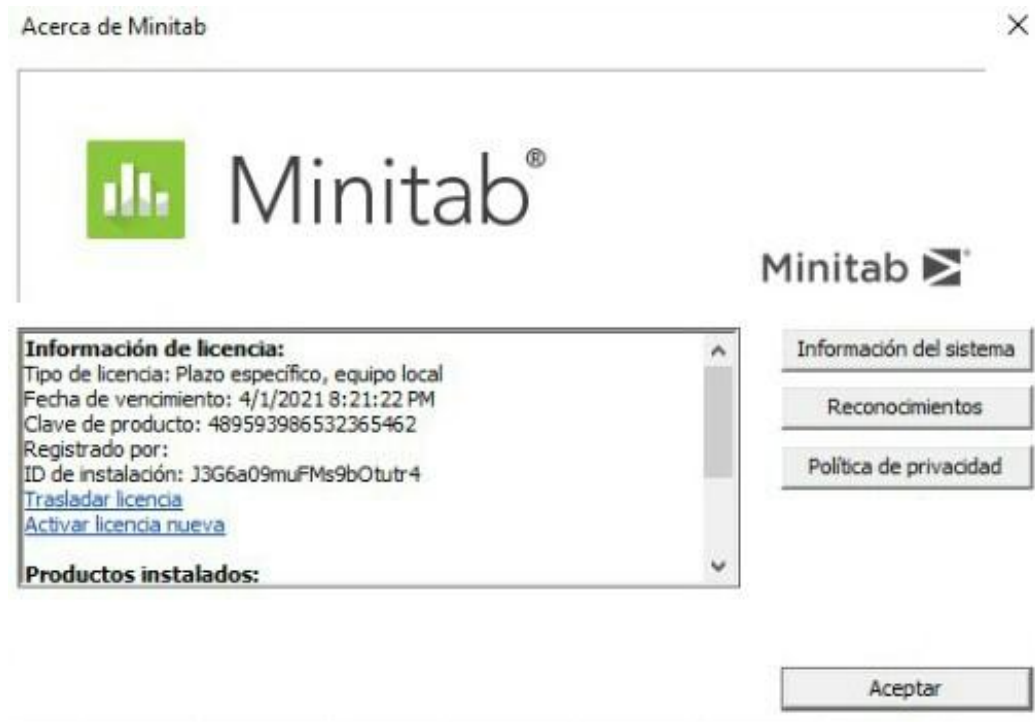 Acerca de Minitab
Minitab®
Minitab
Información de licencia:
Tipo de licencia: Plazo específico, equipo local
Fecha de vencimiento: 4/1/2021 8:21:22 PM
Clave de producto: 489593986532365462
Registrado por:
ID de instalación: J3G6a09muFMs9bOtutr4
Trasladar licencia
Activar licencia nueva
Productos instalados:
Información del sistema
Reconocimientos
Política de privacidad
Aceptar